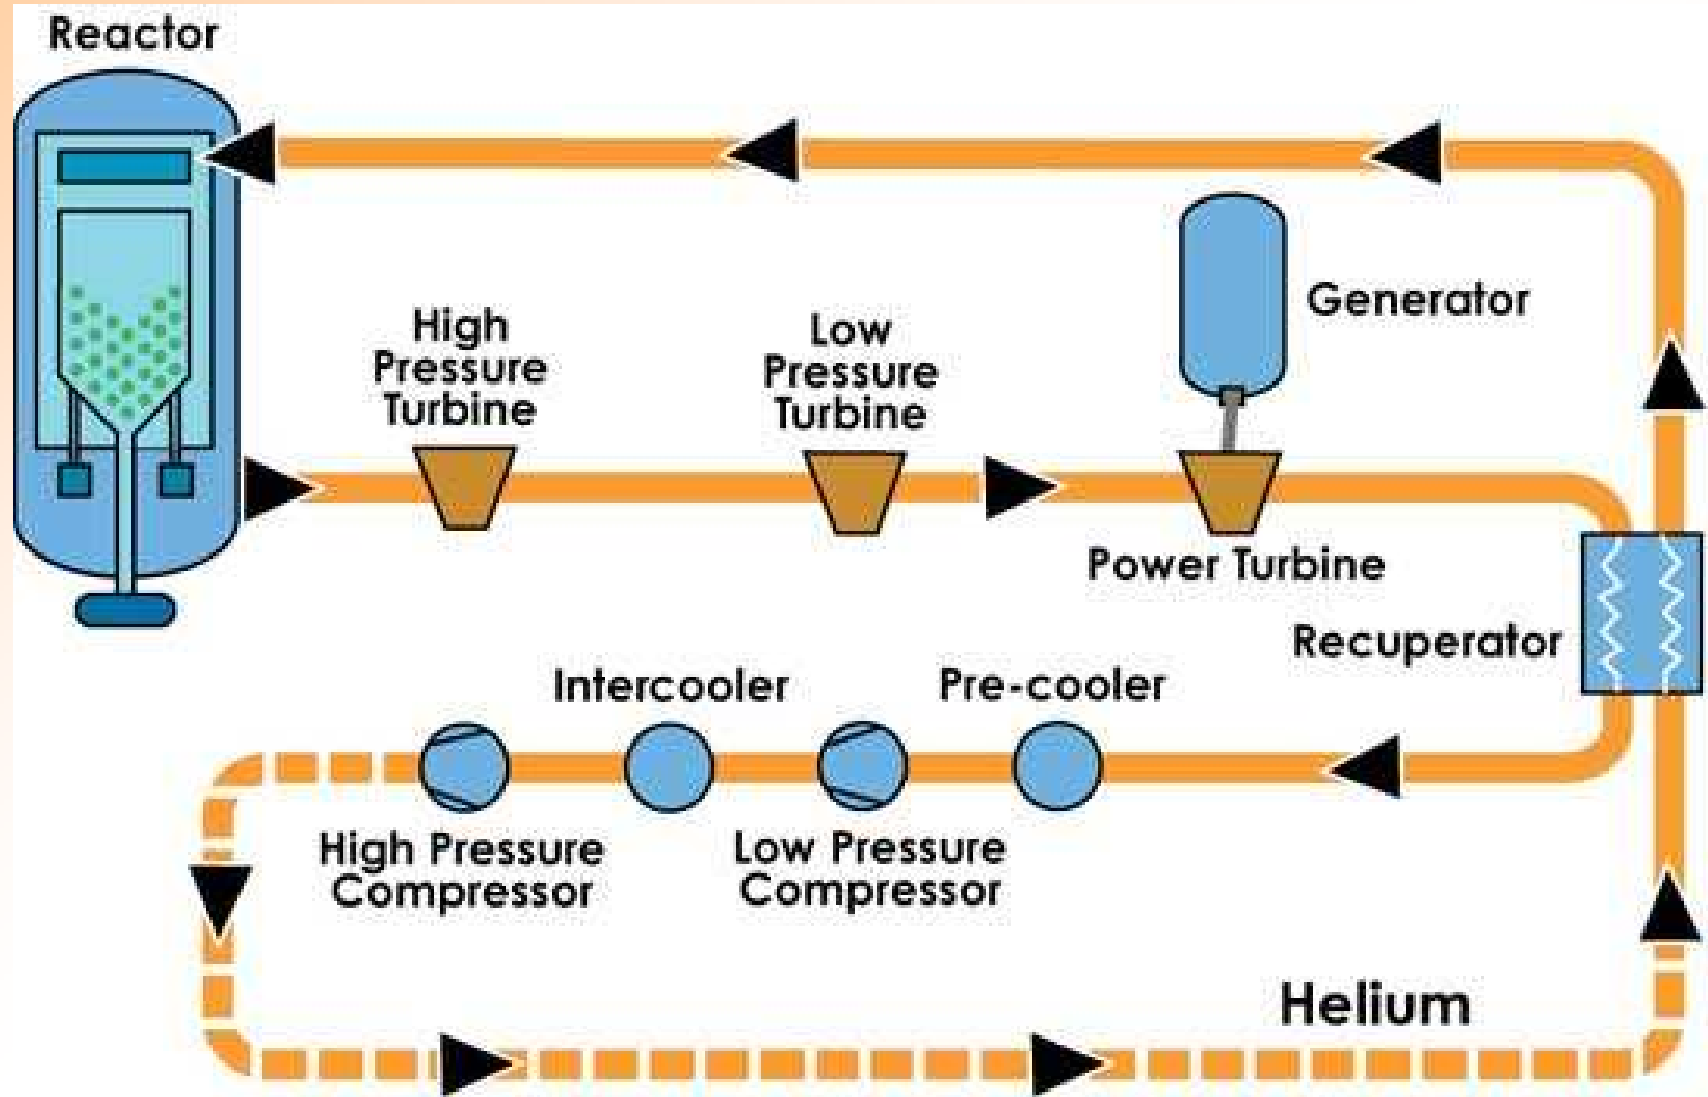 Reactor
Generator
High
Pressure
Turbine
Low
Pressure
Turbine
Power Turbine
Recuperator
Intercooler
Pre-cooler
High Pressure
Compressor
Low Pressure
Compressor
Helium